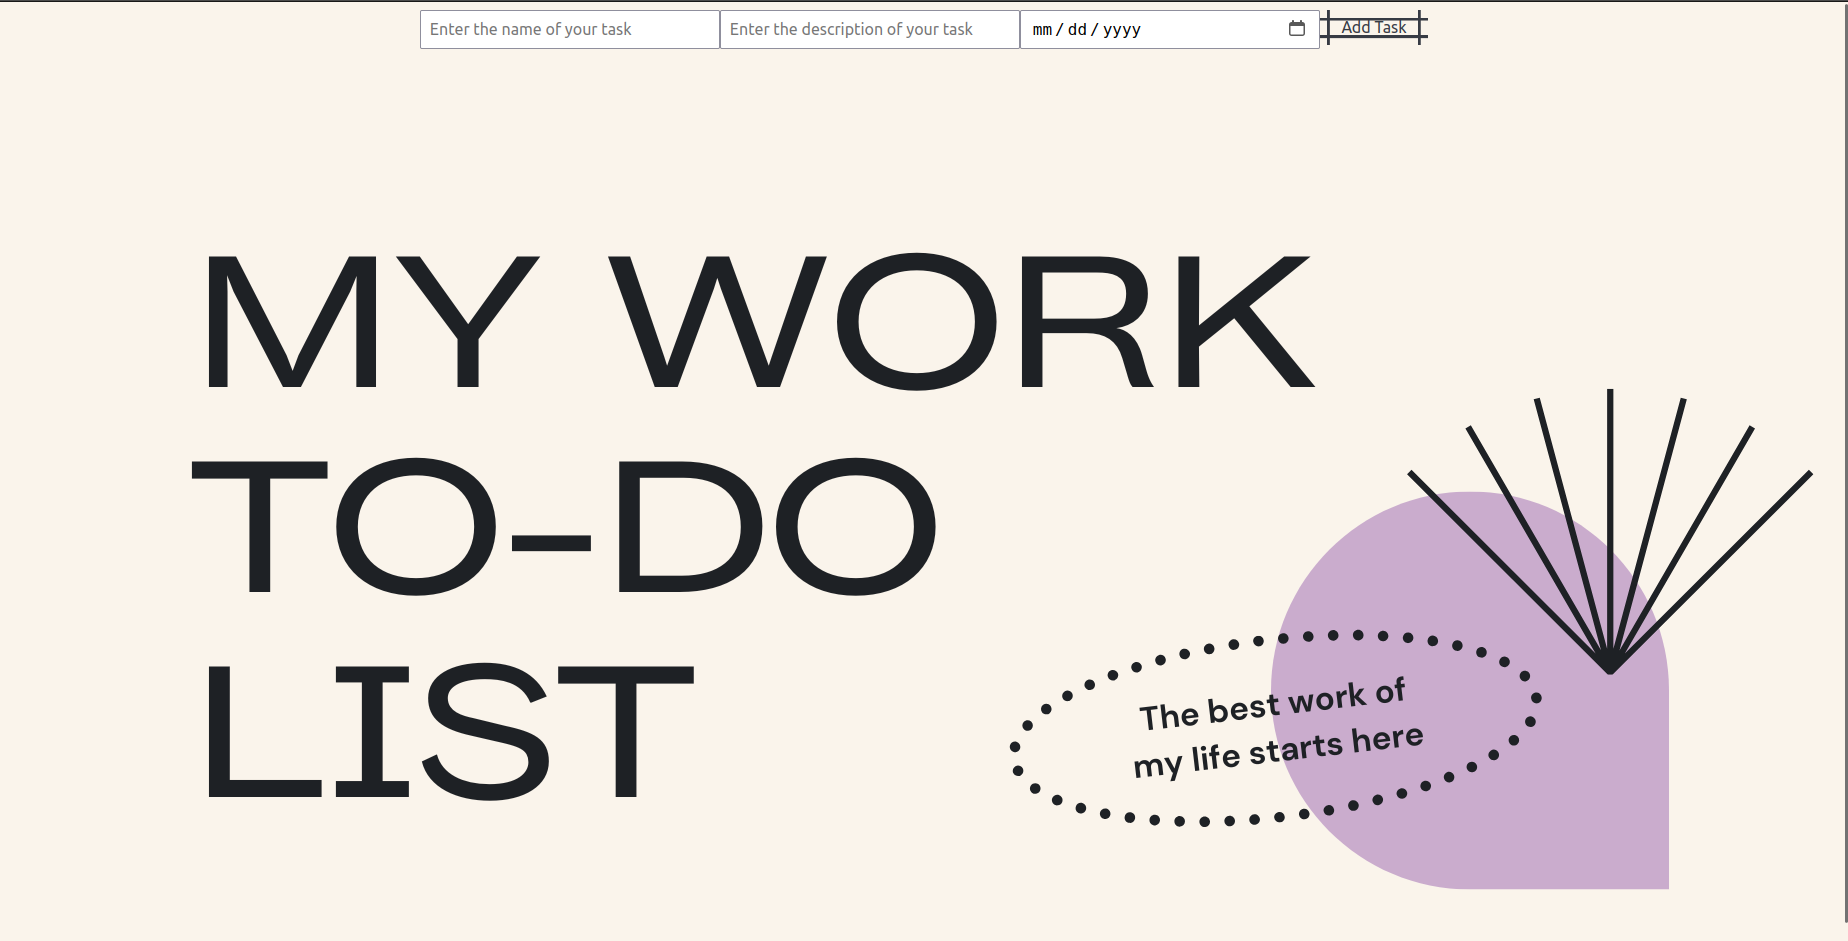 Enter the name of your task Enter the description of your task mm/dd/yyyy Add Task
MY WORK
TO-DO
LIST
The best work of
my life starts here